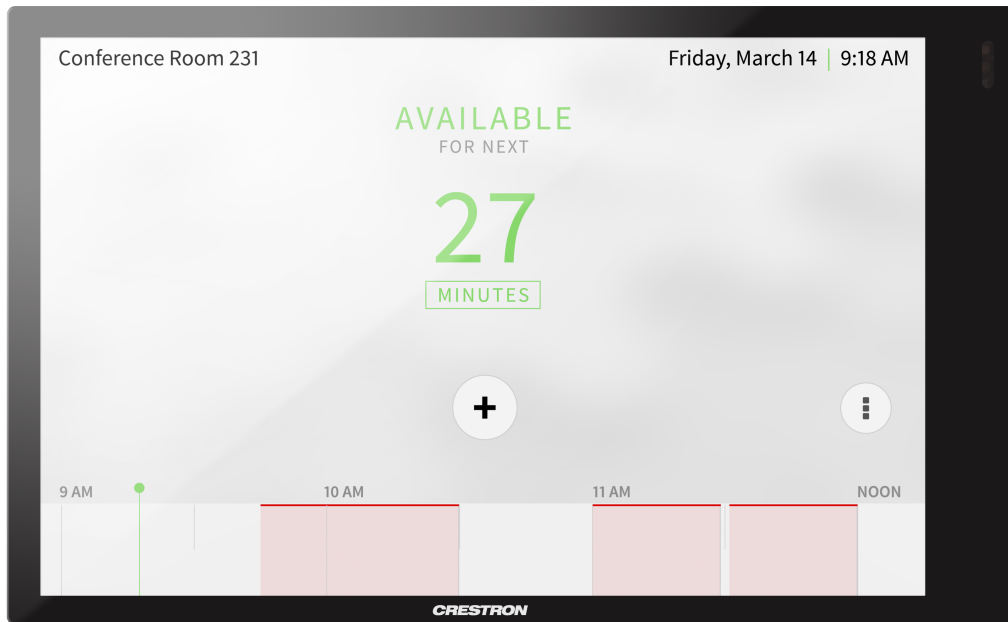 Conference Room 231
Friday, March 14 | 9:18 AM
AVAILABLE
FOR NEXT
27
MINUTES
9 AM
10 AM
11 AM
NOON
CRESTRON